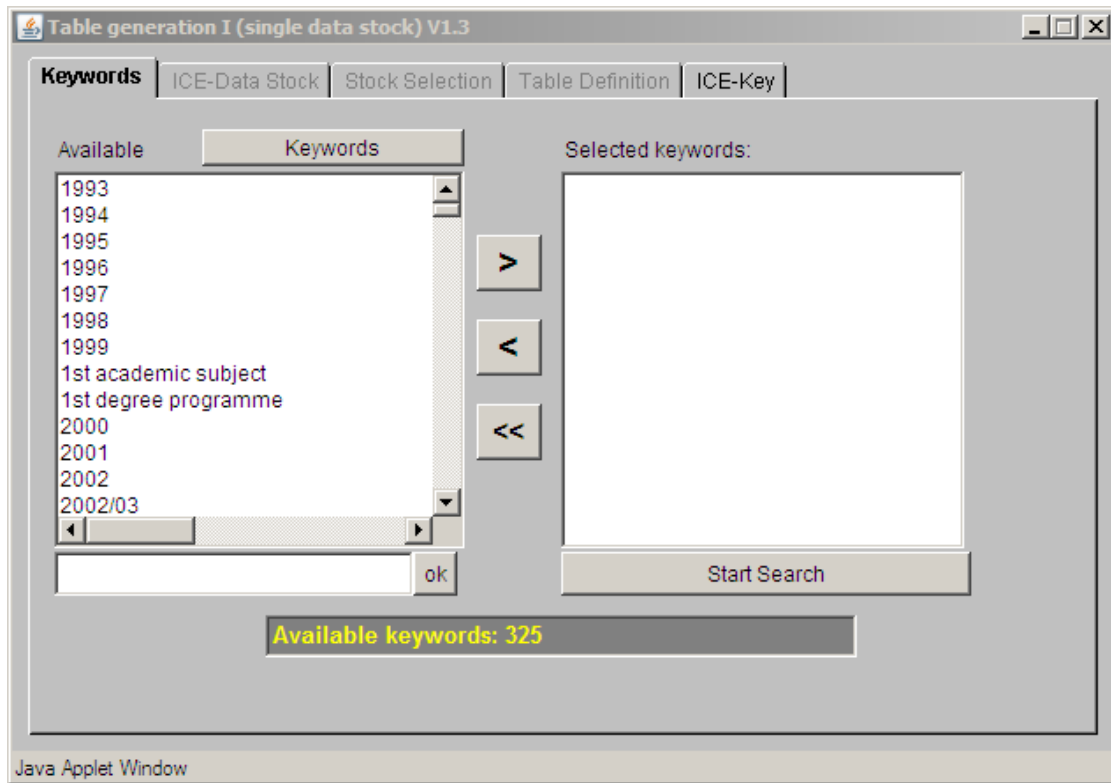 Table generation I (single data stock) V1.3
Keywords ICE-Data Stock Stock Selection Table Definition ICE-Key
Available Keywords Selected keywords:
1993
1994
1995
1996
1997
1998
1999
1st academic subject
1st degree programme
2000
2001
2002
2002/03
>
<
<<
ok Start Search
Available keywords: 325
Java Applet Window